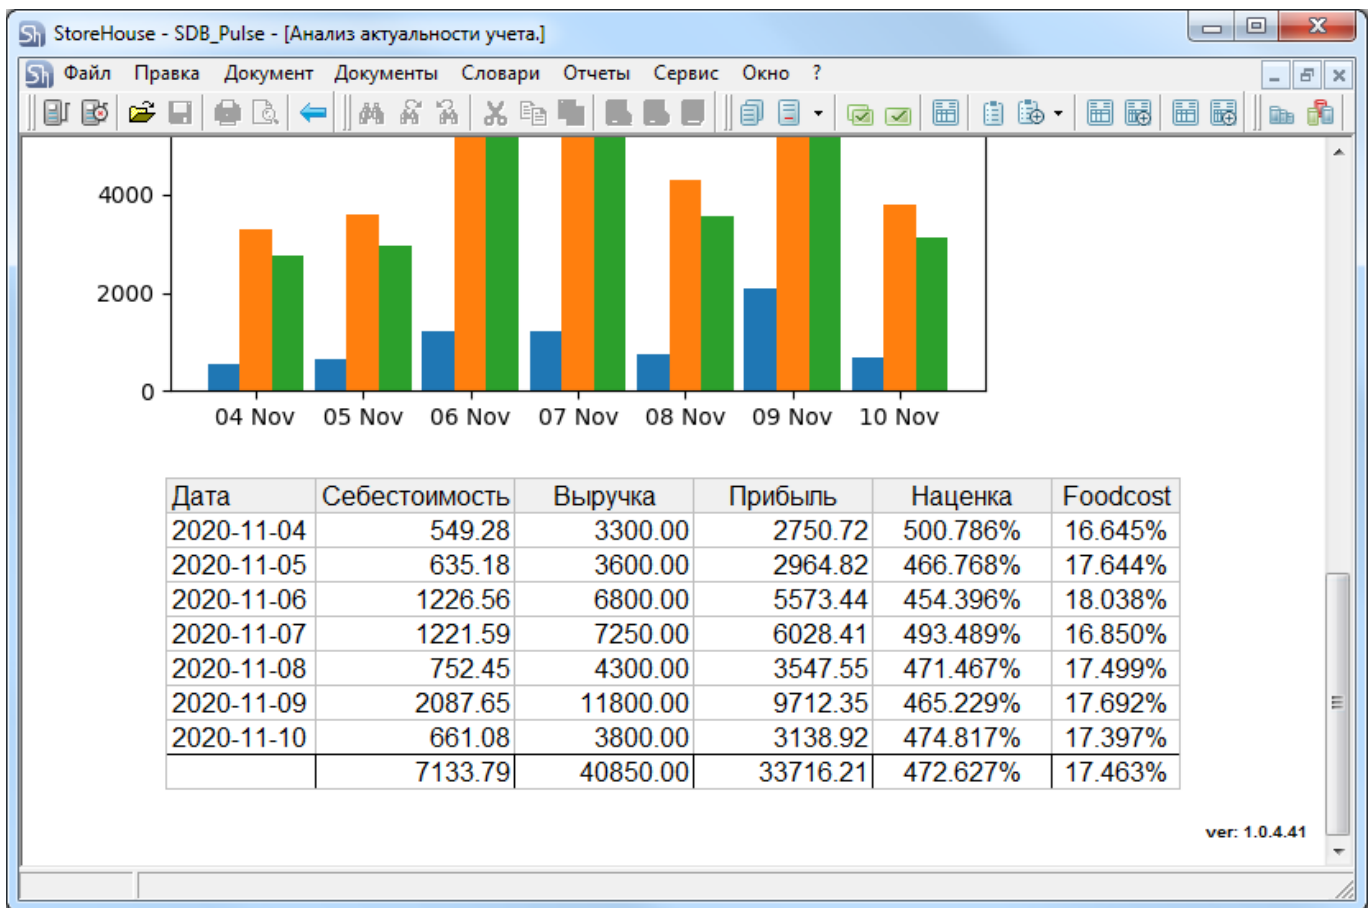 StoreHouse - SDB_Pulse - [Анализ актуальности учета.]
Файл Правка Документ Документы Словари Отчеты Сервис Окно ?
4000
2000
0
04 Nov 05 Nov 06 Nov 07 Nov 08 Nov 09 Nov 10 Nov
Дата Себестоимость Выручка Прибыль Наценка Foodcost
2020-11-04 549.28 3300.00 2750.72 500.786% 16.645%
2020-11-05 635.18 3600.00 2964.82 466.768% 17.644%
2020-11-06 1226.56 6800.00 5573.44 454.396% 18.038%
2020-11-07 1221.59 7250.00 6028.41 493.489% 16.850%
2020-11-08 752.45 4300.00 3547.55 471.467% 17.499%
2020-11-09 2087.65 11800.00 9712.35 465.229% 17.692%
2020-11-10 661.08 3800.00 3138.92 474.817% 17.397%
7133.79 40850.00 33716.21 472.627% 17.463%
ver: 1.0.4.41